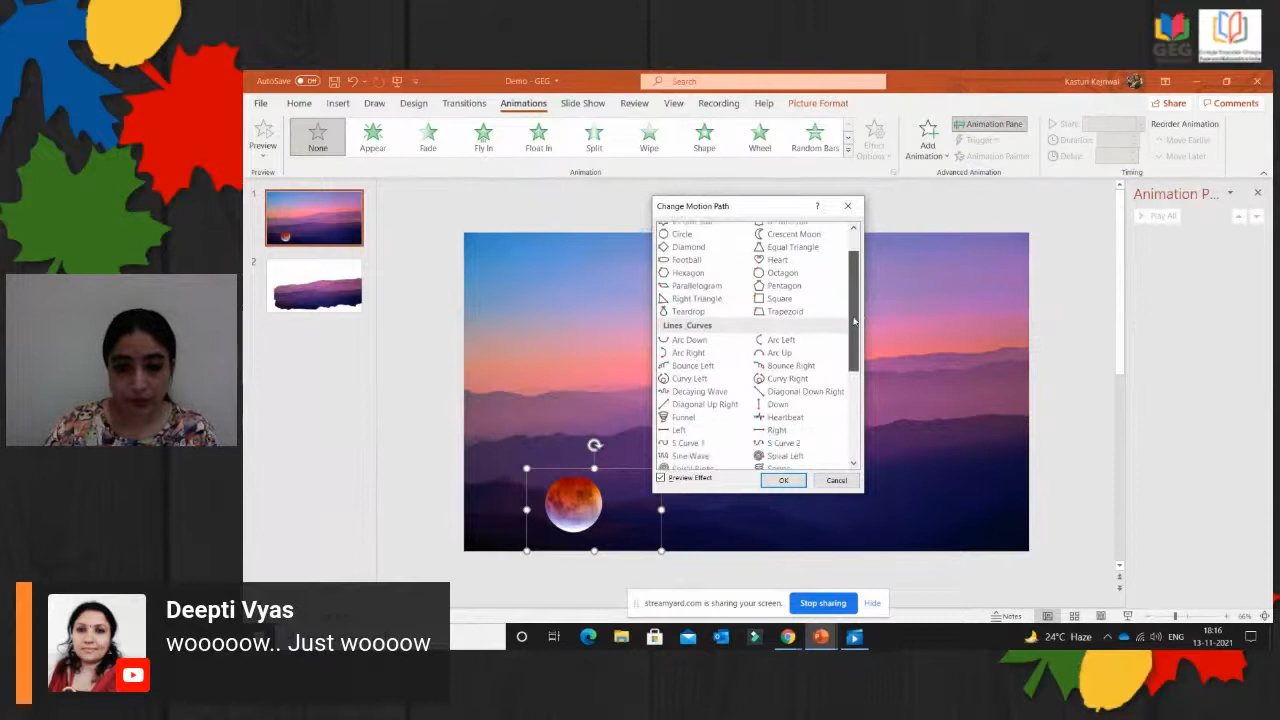 GEG
AutoSave Off
Demo - GEG
Search
Kasturi Kejriwal
File Home Insert Draw Design Transitions Animations Slide Show Review View Recording Help Picture Format
Share Comments
Preview
None Appear Fade Fly In Float In Split Wipe Shape Wheel Random Bars
Effect Options
Add Animation
Animation Pane
Trigger
Animation Painter
Start:
Duration:
Delay:
Reorder Animation
Move Earlier
Move Later
Preview Animation Advanced Animation Timing
1
2
Change Motion Path ?
Circle Crescent Moon
Diamond Equal Triangle
Football Heart
Hexagon Octagon
Parallelogram Pentagon
Right Triangle Square
Teardrop Trapezoid
Lines_Curves
Arc Down Arc Left
Arc Right Arc Up
Bounce Left Bounce Right
Curvy Left Curvy Right
Decaying Wave Diagonal Down Right
Diagonal Up Right Down
Funnel Heartbeat
Left Right
S Curve 1 S Curve 2
Sine Wave Spiral Left
Preview Effect OK Cancel
Animation P...
Play All
streamyard.com is sharing your screen. Stop sharing Hide
Notes 66%
24°C Haze ENG 18:16
13-11-2021
Deepti Vyas
wooooow.. Just woooow